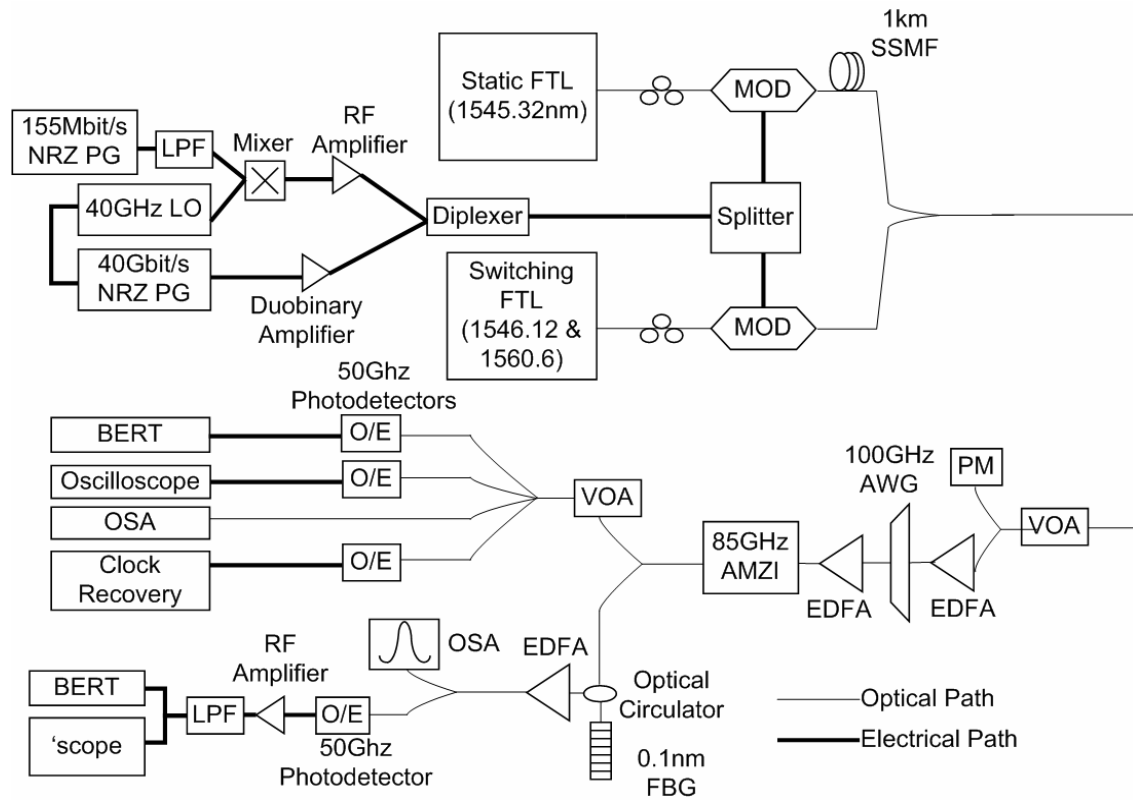 1km
SSMF
Static FTL
(1545.32nm)
MOD
155Mbit/s
NRZ PG
LPF
Mixer
RF
Amplifier
40GHz LO
Diplexer
Splitter
40Gbit/s
NRZ PG
Duobinary
Amplifier
Switching
FTL
(1546.12 &
1560.6)
MOD
50Ghz
Photodetectors
BERT
O/E
Oscilloscope
O/E
OSA
Clock
Recovery
O/E
VOA
85GHz
AMZI
EDFA
100GHz
AWG
EDFA
PM
VOA
RF
Amplifier
OSA
EDFA
Optical
Circulator
BERT
‘scope
LPF
O/E
50Ghz
Photodetector
0.1nm
FBG
Optical Path
Electrical Path